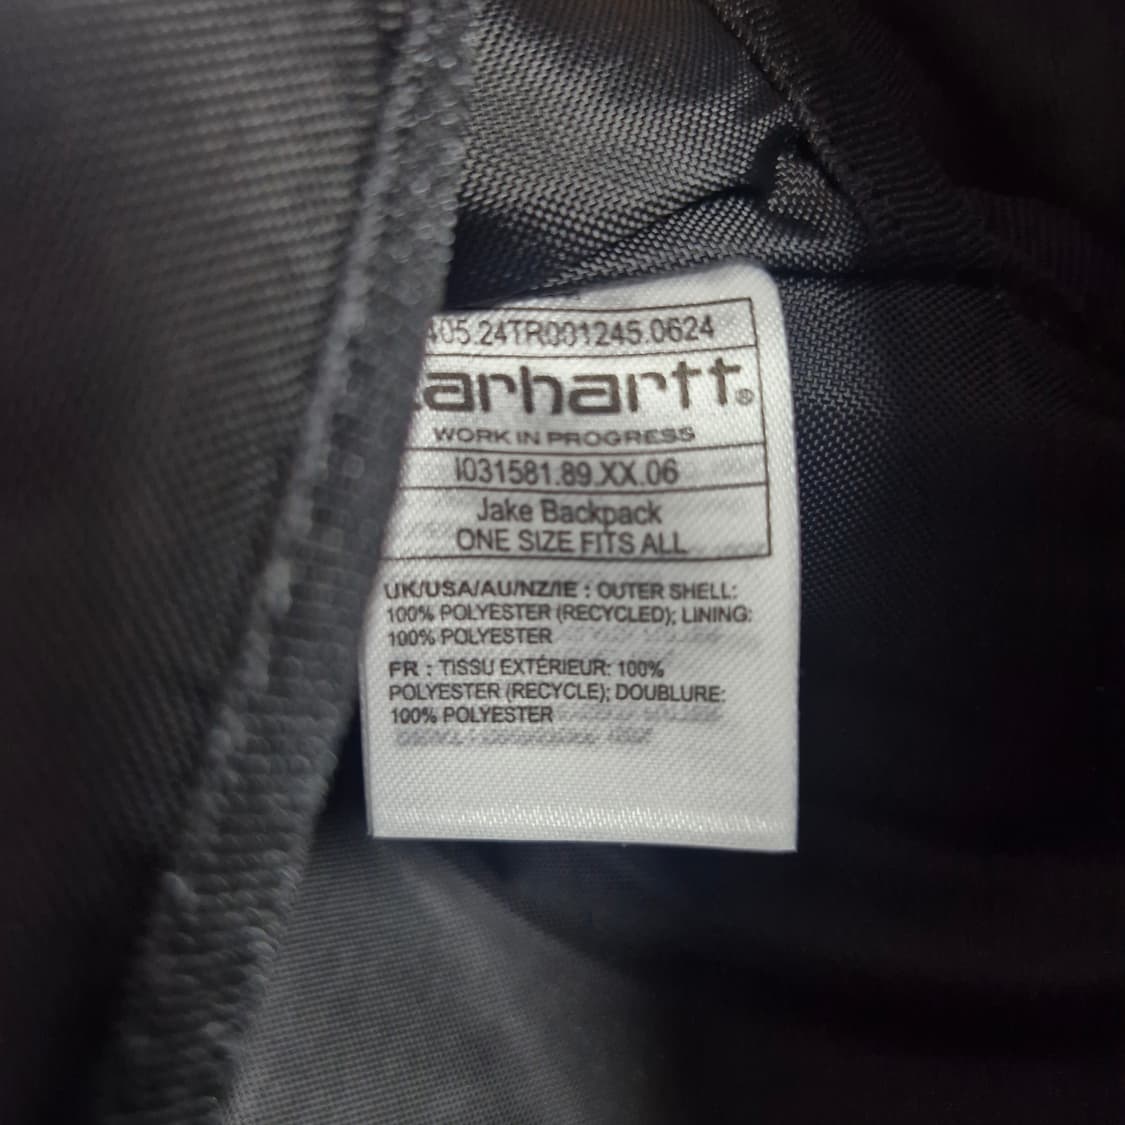 405.24TR001245.0624
carhartt®
WORK IN PROGRESS
I031581.89.XX.06
Jake Backpack
ONE SIZE FITS ALL
UK/USA/AU/NZ/IE : OUTER SHELL:
100% POLYESTER (RECYCLED); LINING:
100% POLYESTER
FR : TISSU EXTÉRIEUR: 100%
POLYESTER (RECYCLE); DOUBLURE:
100% POLYESTER